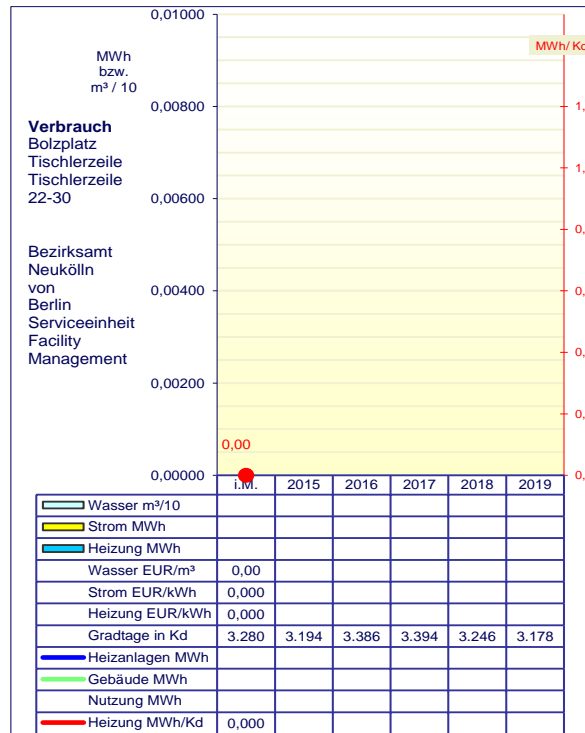 MWh
bzw.
m³ / 10
Verbrauch
Bolzplatz
Tischlerzeile
Tischlerzeile
22-30
Bezirksamt
Neukölln
von
Berlin
Serviceeinheit
Facility
Management
0,01000
0,00800
0,00600
0,00400
0,00200
0,00000
MWh/Kd
1,
1,
0,
0,
0,
0,
0,
0,00
i.M. 2015 2016 2017 2018 2019
Wasser m³/10
Strom MWh
Heizung MWh
Wasser EUR/m³ 0,00
Strom EUR/kWh 0,000
Heizung EUR/kWh 0,000
Gradtage in Kd 3.280 3.194 3.386 3.394 3.246 3.178
Heizanlagen MWh
Gebäude MWh
Nutzung MWh
Heizung MWh/Kd 0,000